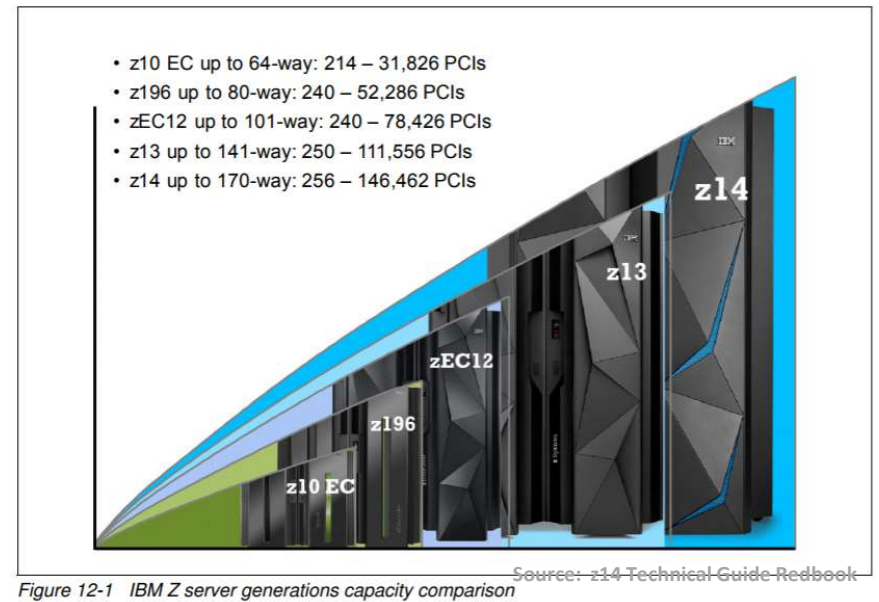 • z10 EC up to 64-way: 214 – 31,826 PCIs
• z196 up to 80-way: 240 – 52,286 PCIs
• zEC12 up to 101-way: 240 – 78,426 PCIs
• z13 up to 141-way: 250 – 111,556 PCIs
• z14 up to 170-way: 256 – 146,462 PCIs
IBM
z14
z13
zEC12
z196
z10 EC
Source: z14 Technical Guide Redbook
Figure 12-1 IBM Z server generations capacity comparison